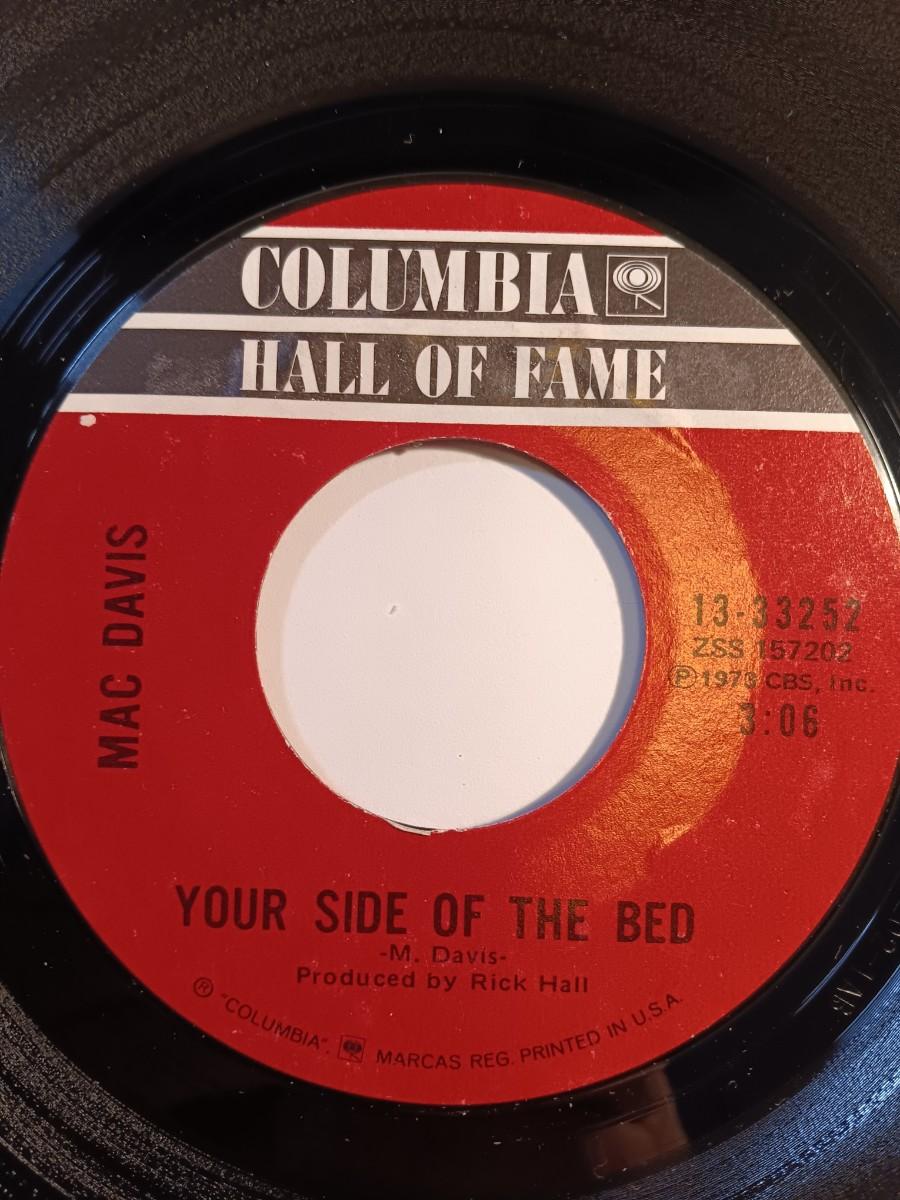 COLUMBIA
HALL OF FAME
MAC DAVIS
13-33252
ZSS 157202
Ⓟ1973 CBS, Inc.
3:06
YOUR SIDE OF THE BED
-M. Davis-
Produced by Rick Hall
® "COLUMBIA", MARCAS REG. PRINTED IN U.S.A.